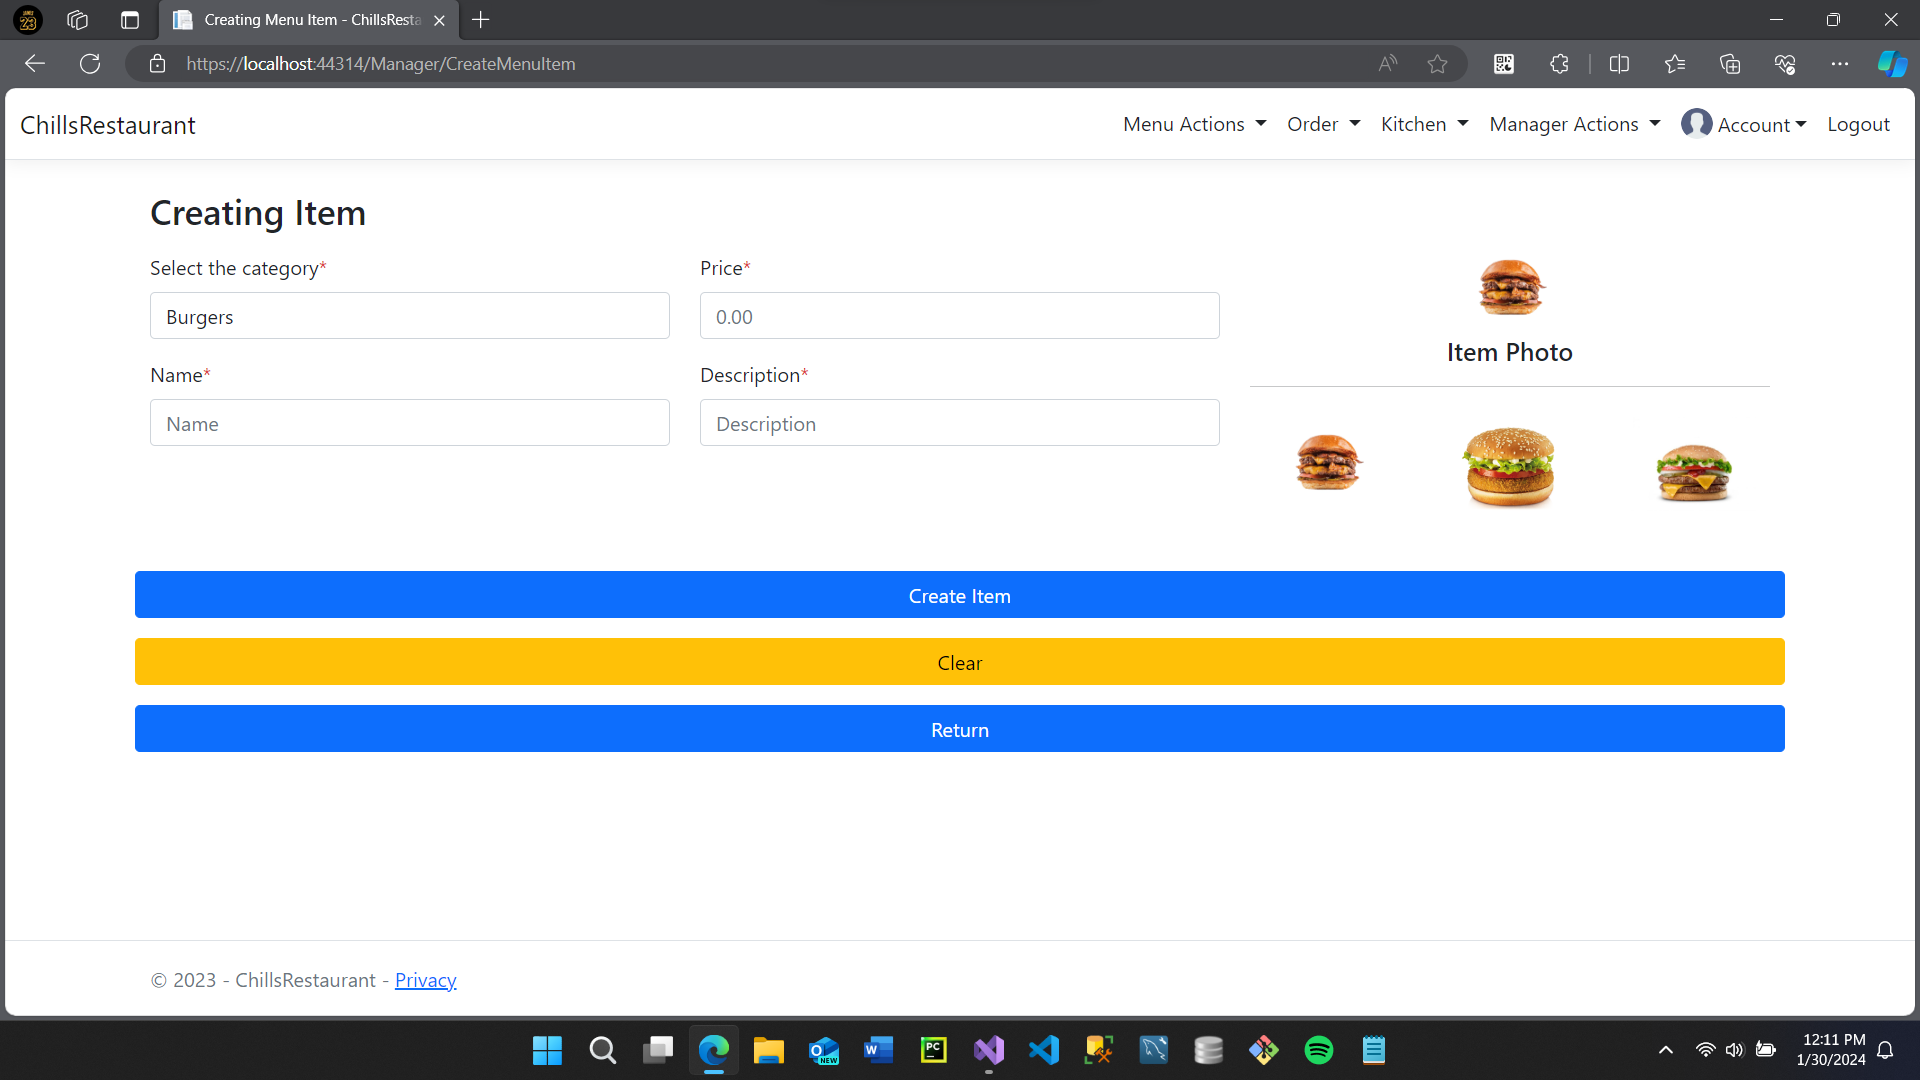 Creating Menu Item - ChillsResta
https://localhost:44314/Manager/CreateMenuItem
ChillsRestaurant
Menu Actions
Order
Kitchen
Manager Actions
Account
Logout
Creating Item
Select the category*
Price*
Burgers
0.00
Item Photo
Name*
Description*
Name
Description
Create Item
Clear
Return
© 2023 - ChillsRestaurant - Privacy
NEW
PC
12:11 PM
1/30/2024